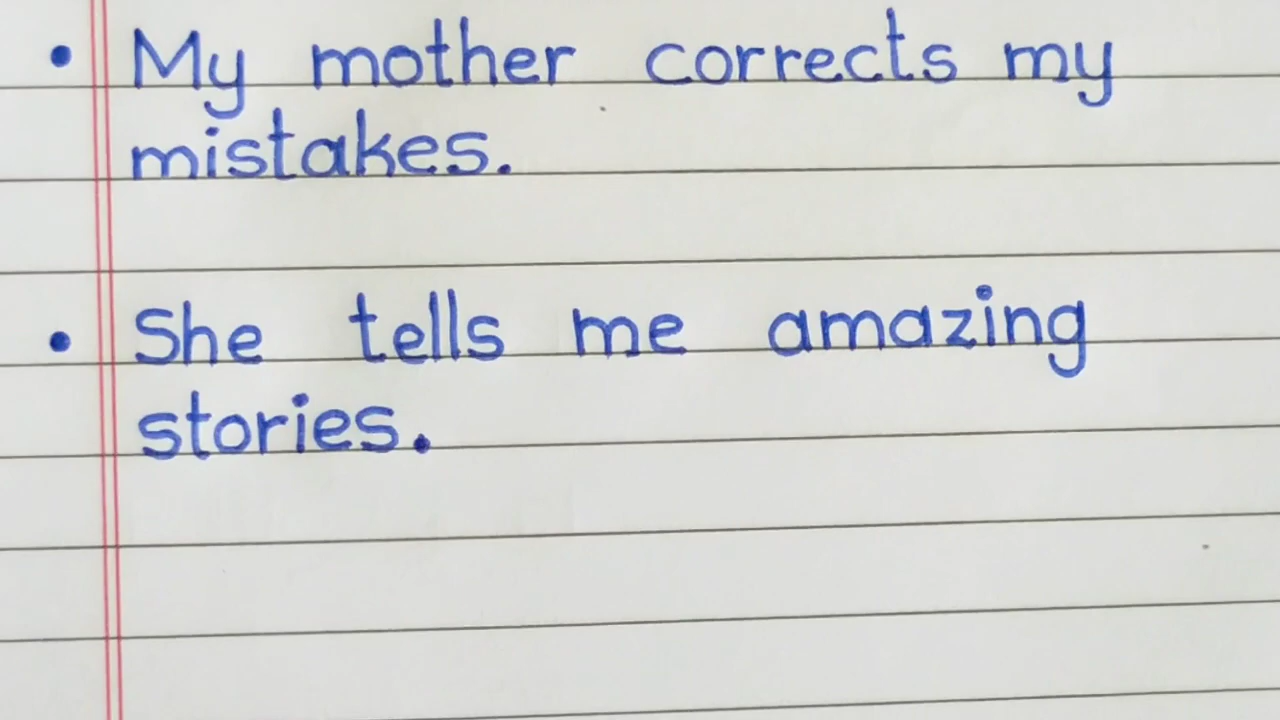 • My mother corrects my
mistakes.
• She tells me amazing
stories.